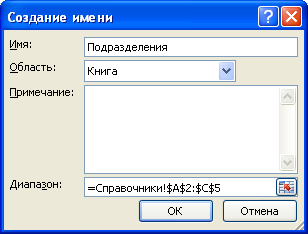 Создание имени
Имя: Подразделения
Область: Книга
Примечание:
Диапазон: =Справочники!$A$2:$C$5
ОК Отмена